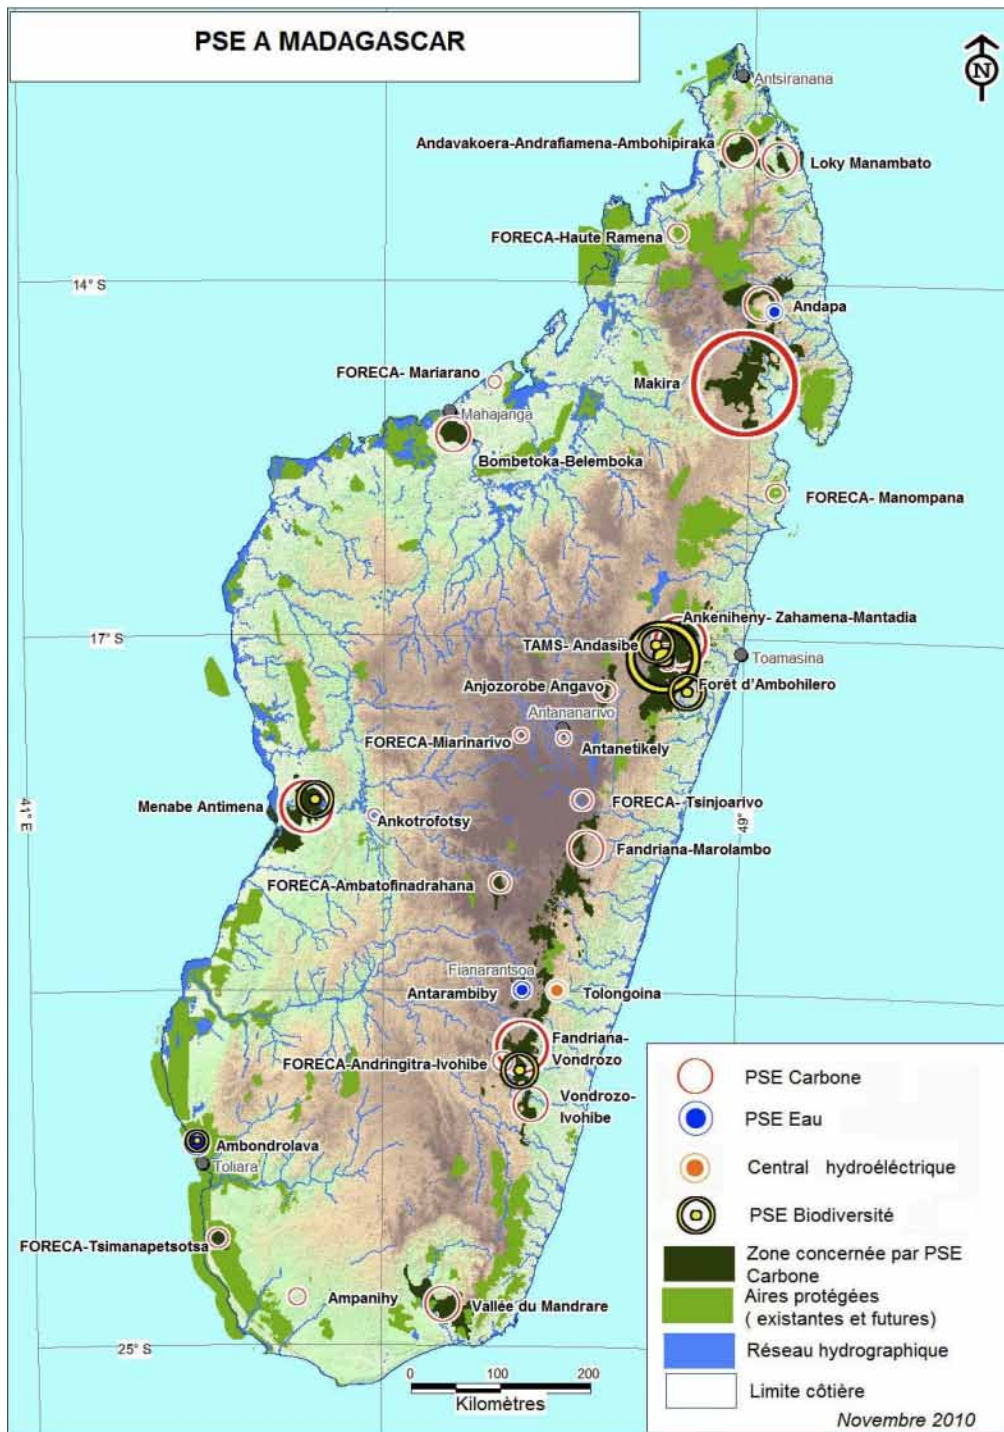 PSE A MADAGASCAR
N
Antsiranana
Andavakoera-Andrafiamena-Ambohipiraka
Loky Manambato
FORECA-Haute Ramena
14° S
Andapa
FORECA- Mariarano
Makira
Mahajanga
Bombetoka-Belemboka
FORECA- Manompana
Ankeniheny- Zahamena-Mantadia
17° S
TAMS- Andasibe
Toamasina
Anjozorobe Angavo
Forêt d'Ambohilero
Antananarivo
FORECA-Miarinarivo
Antanetikely
Menabe Antimena
FORECA- Tsinjoarivo
41° E
Ankotrofotsy
49°
Fandriana-Marolambo
FORECA-Ambatofinadrahana
Fianarantsoa
Antarambiby
Tolongoina
Fandriana-
Vondrozo
FORECA-Andringitra-Ivohibe
Vondrozo-
Ivohibe
Ambondrolava
Toliara
FORECA-Tsimanapetsotsa
Ampanihy
Vallée du Mandrare
25° S
0 100 200
Kilomètres
PSE Carbone
PSE Eau
Central hydroéléctrique
PSE Biodiversité
Zone concernée par PSE
Carbone
Aires protégées
( existantes et futures)
Réseau hydrographique
Limite côtière
Novembre 2010